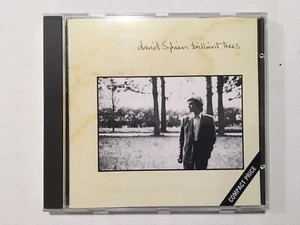 david Sylvian brilliant trees
COMPACT PRICE